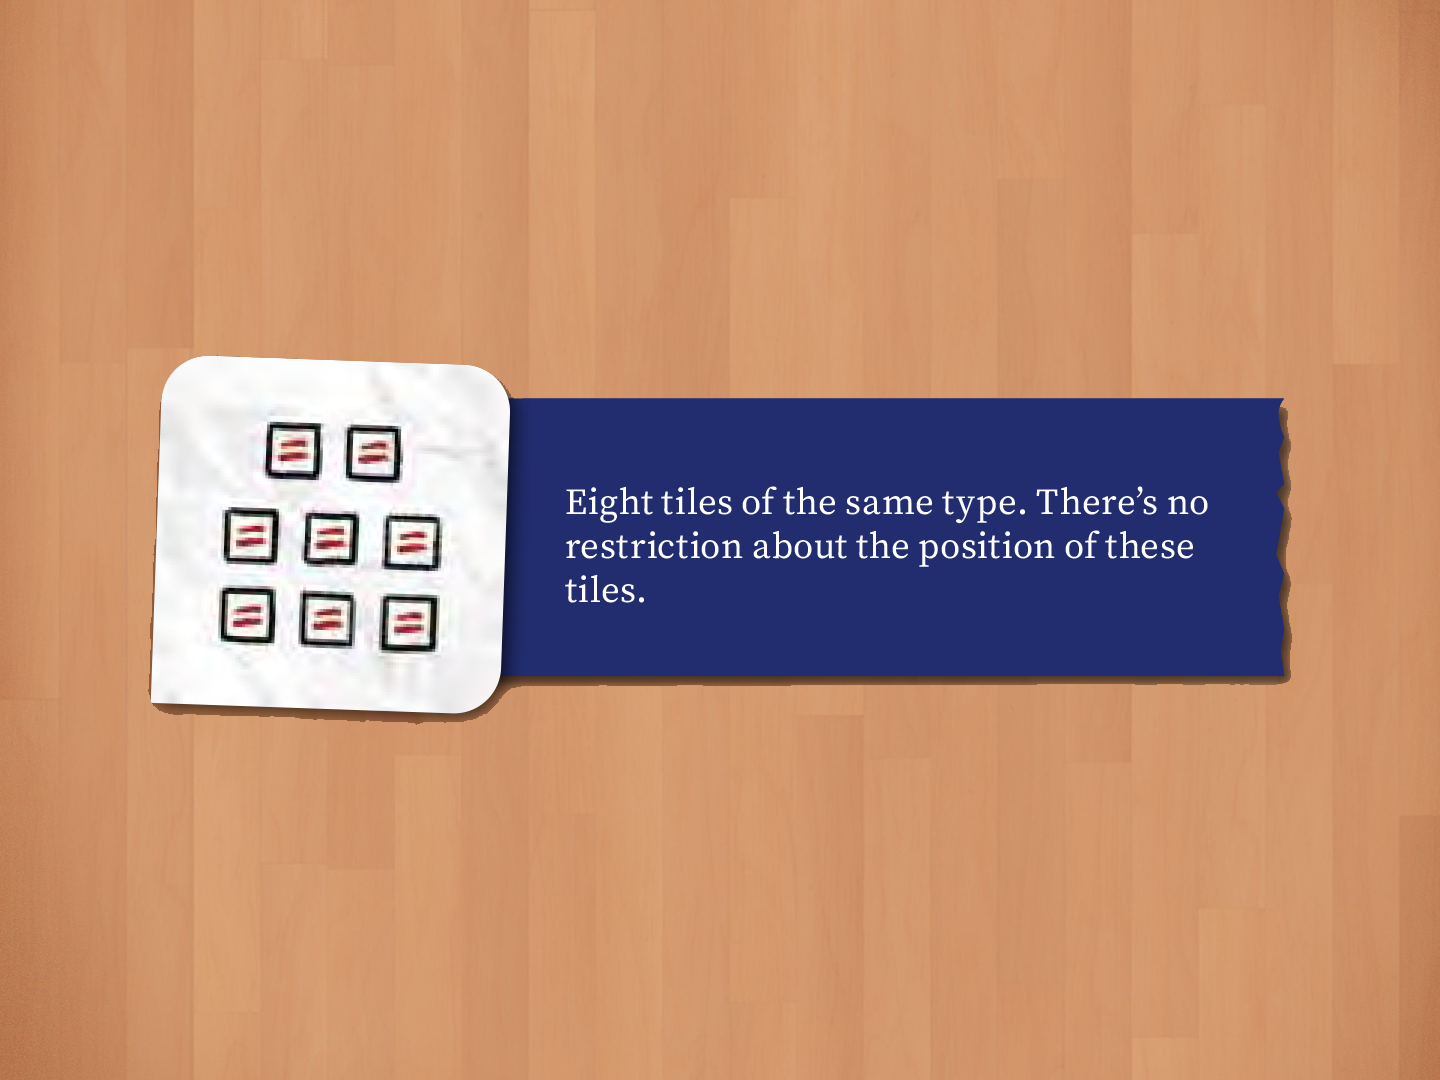 Eight tiles of the same type. There’s no
restriction about the position of these
tiles.